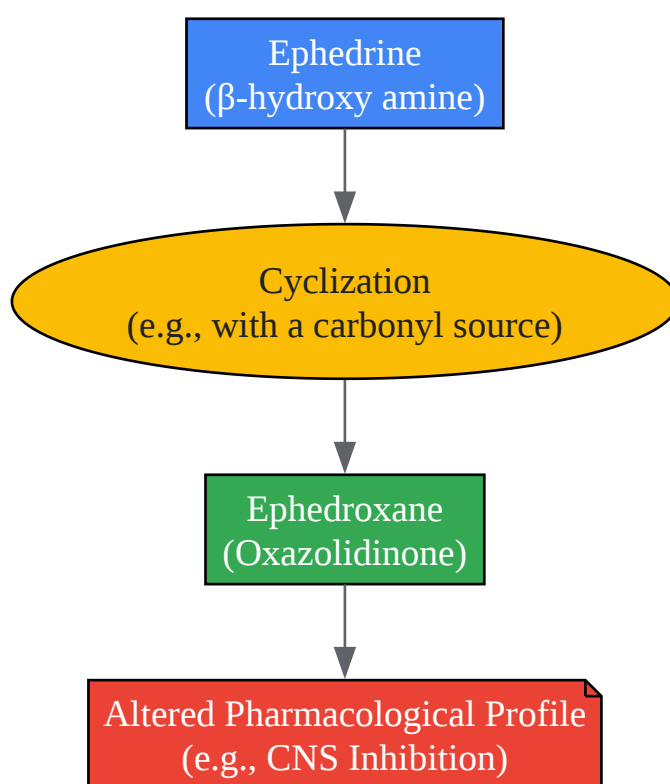 Ephedrine
(β-hydroxy amine)
Cyclization
(e.g., with a carbonyl source)
Ephedroxane
(Oxazolidinone)
Altered Pharmacological Profile
(e.g., CNS Inhibition)